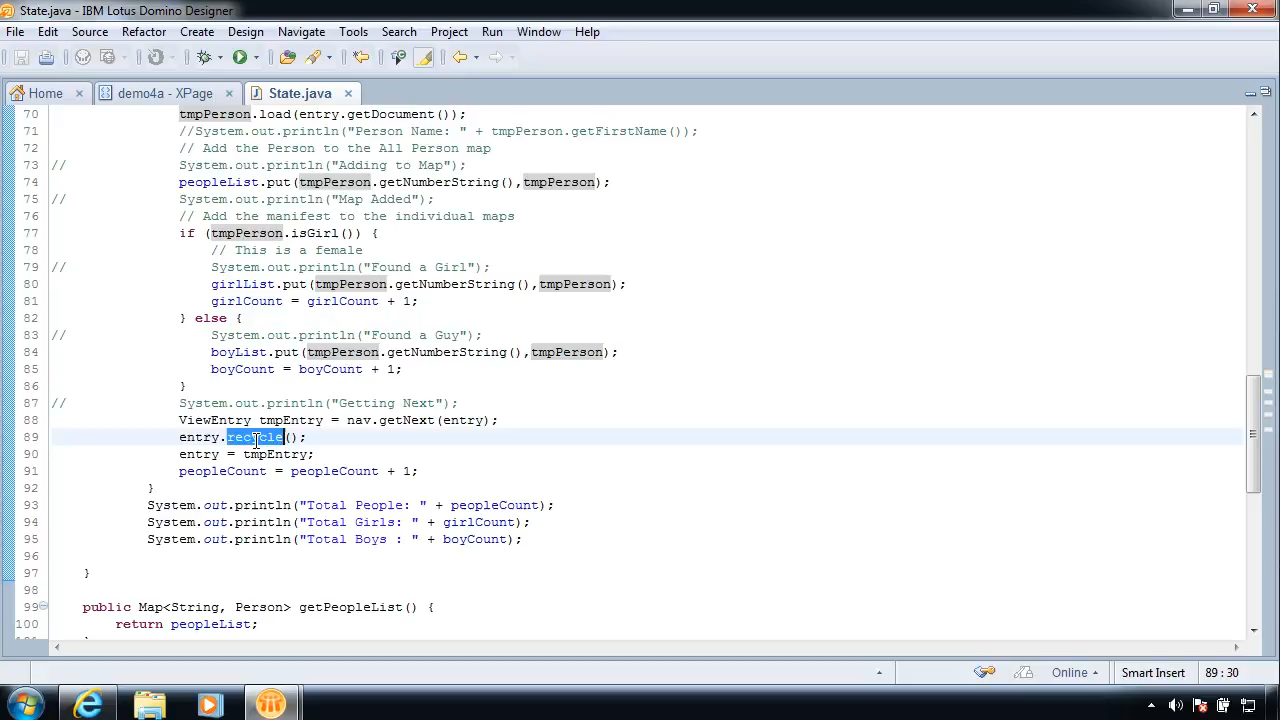 State.java - IBM Lotus Domino Designer
File Edit Source Refactor Create Design Navigate Tools Search Project Run Window Help
Home demo4a - XPage State.java
70 tmpPerson.load(entry.getDocument());
71 //System.out.println("Person Name: " + tmpPerson.getFirstName());
72 // Add the Person to the All Person map
73 // System.out.println("Adding to Map");
74 peopleList.put(tmpPerson.getNumberString(),tmpPerson);
75 // System.out.println("Map Added");
76 // Add the manifest to the individual maps
77 if (tmpPerson.isGirl()) {
78 // This is a female
79 // System.out.println("Found a Girl");
80 girlList.put(tmpPerson.getNumberString(),tmpPerson);
81 girlCount = girlCount + 1;
82 } else {
83 // System.out.println("Found a Guy");
84 boyList.put(tmpPerson.getNumberString(),tmpPerson);
85 boyCount = boyCount + 1;
86 }
87 // System.out.println("Getting Next");
88 ViewEntry tmpEntry = nav.getNext(entry);
89 entry.recycle();
90 entry = tmpEntry;
91 peopleCount = peopleCount + 1;
92 }
93 System.out.println("Total People: " + peopleCount);
94 System.out.println("Total Girls: " + girlCount);
95 System.out.println("Total Boys : " + boyCount);
96
97 }
98
99 public Map<String, Person> getPeopleList() {
100 return peopleList;
Online Smart Insert 89 : 30